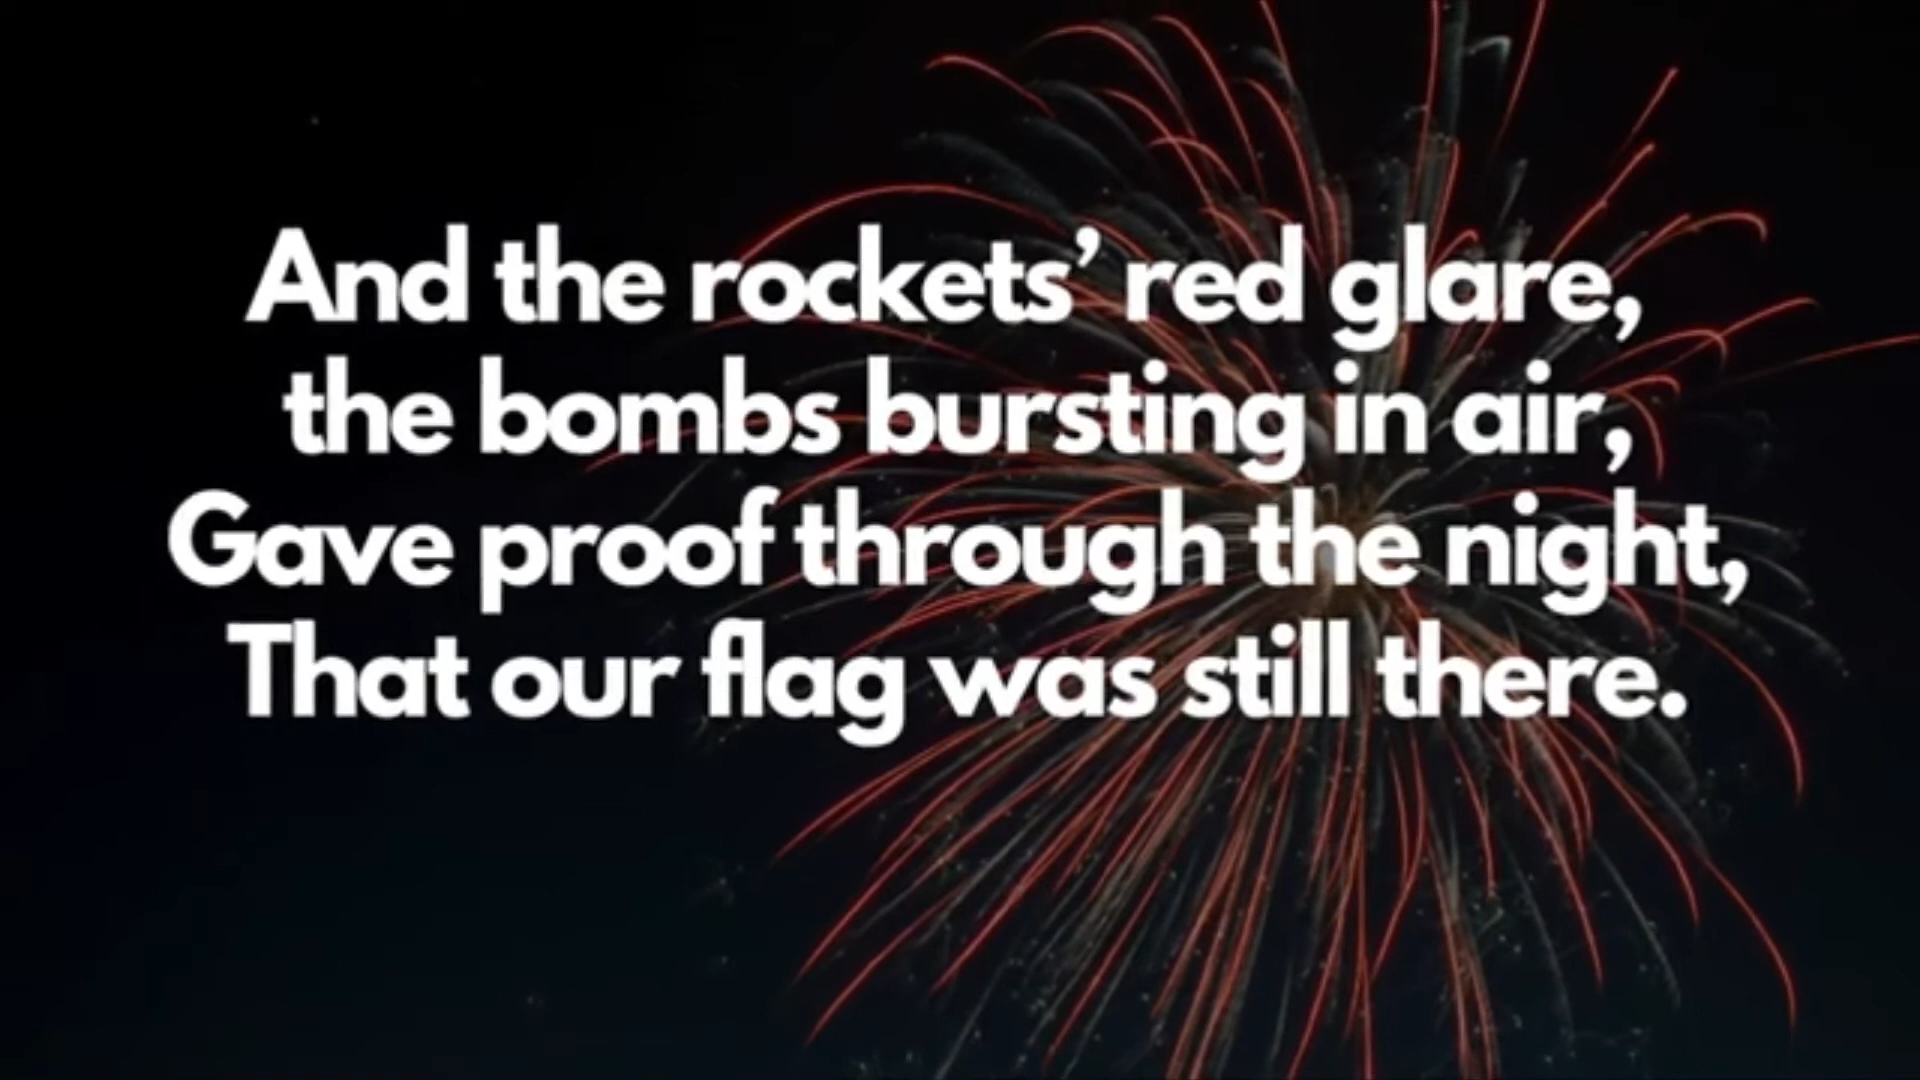 And the rockets’ red glare,
the bombs bursting in air,
Gave proof through the night,
That our flag was still there.